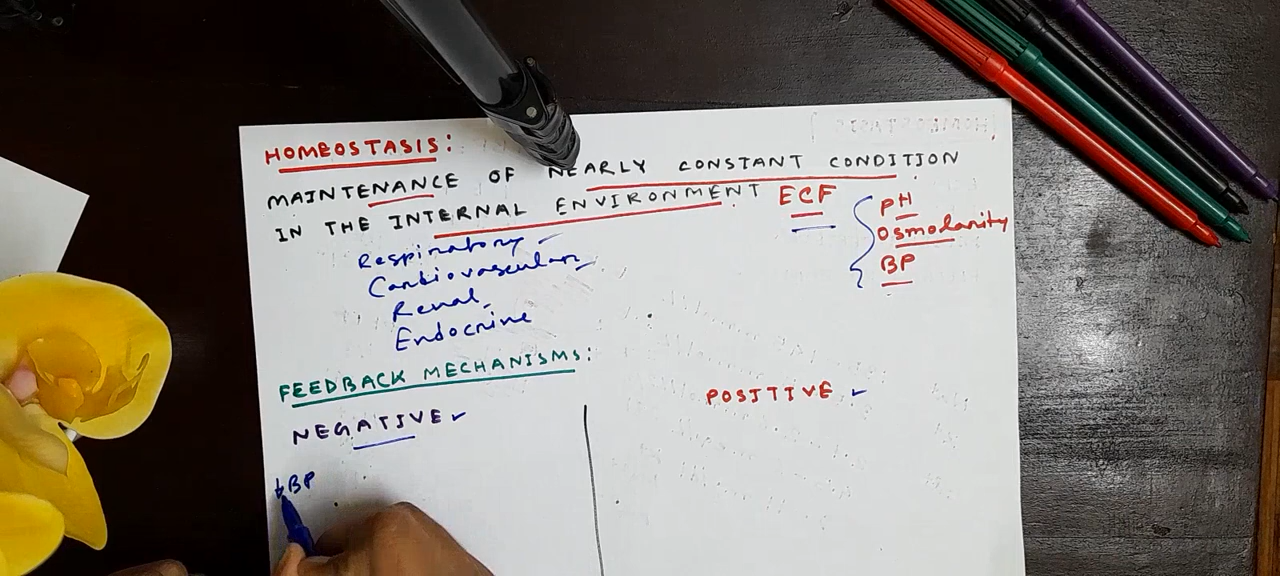 HOMEOSTASIS:
MAINTENANCE OF NEARLY CONSTANT CONDITION
IN THE INTERNAL ENVIRONMENT ECF
pH
Osmolarity
BP
Respiratory
Cardiovascular
Renal
Endocrine
FEEDBACK MECHANISMS:
NEGATIVE ✓
POSITIVE ✓
↓BP